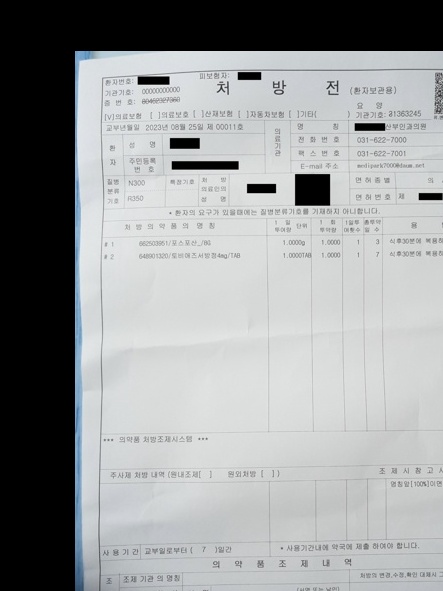 환자번호:
피보험자:
기관기호: 00000000000
증 번 호: 80462327360
처 방 전 (환자보관용)
[V]의료보험 [ ]의료보호 [ ]산재보험 [ ]자동차보험 [ ]기타( )
요 양
기관기호: 01363245
교부년월일 2023년 08월 25일 제 00011호
의료기관
명 칭 산부인과의원
환자
성 명
전 화 번 호 031-622-7000
팩 스 번 호 031-622-7001
주민등록번 호
E-mail 주소 medipark7000@daum.net
질병분류기호
N300
R350
특정기호
처 방
의료인의
성 명
면 허 종 별 의
면 허 번 호 제
* 환자의 요구가 있을때에는 질병분류기호를 기재하지 아니합니다.
처 방 의 약 품 의 명 칭
1 일 투여량
단위
1 회 투여량
1일투여횟수
총투약일 수
용
# 1 662503951/포스포산_/8G 1.0000g 1.0000 1 3 식후30분에 복용하
# 2 648901320/토비애즈서방정4mg/TAB 1.0000TAB 1.0000 1 7 식후30분에 복용하
*** 의약품 처방조제시스템 ***
주사제 처방 내역 (원내조제[ ] 원외처방 [ ])
조 제 시 참 고 사
명칭앞[100%]이면
사 용 기 간 교부일로부터 ( 7 )일간
* 사용기간내에 약국에 제출 하여야 합니다.
의 약 품 조 제 내 역
조 조제 기관 의 명칭
처방의 변경,수정,확인 대체시 그